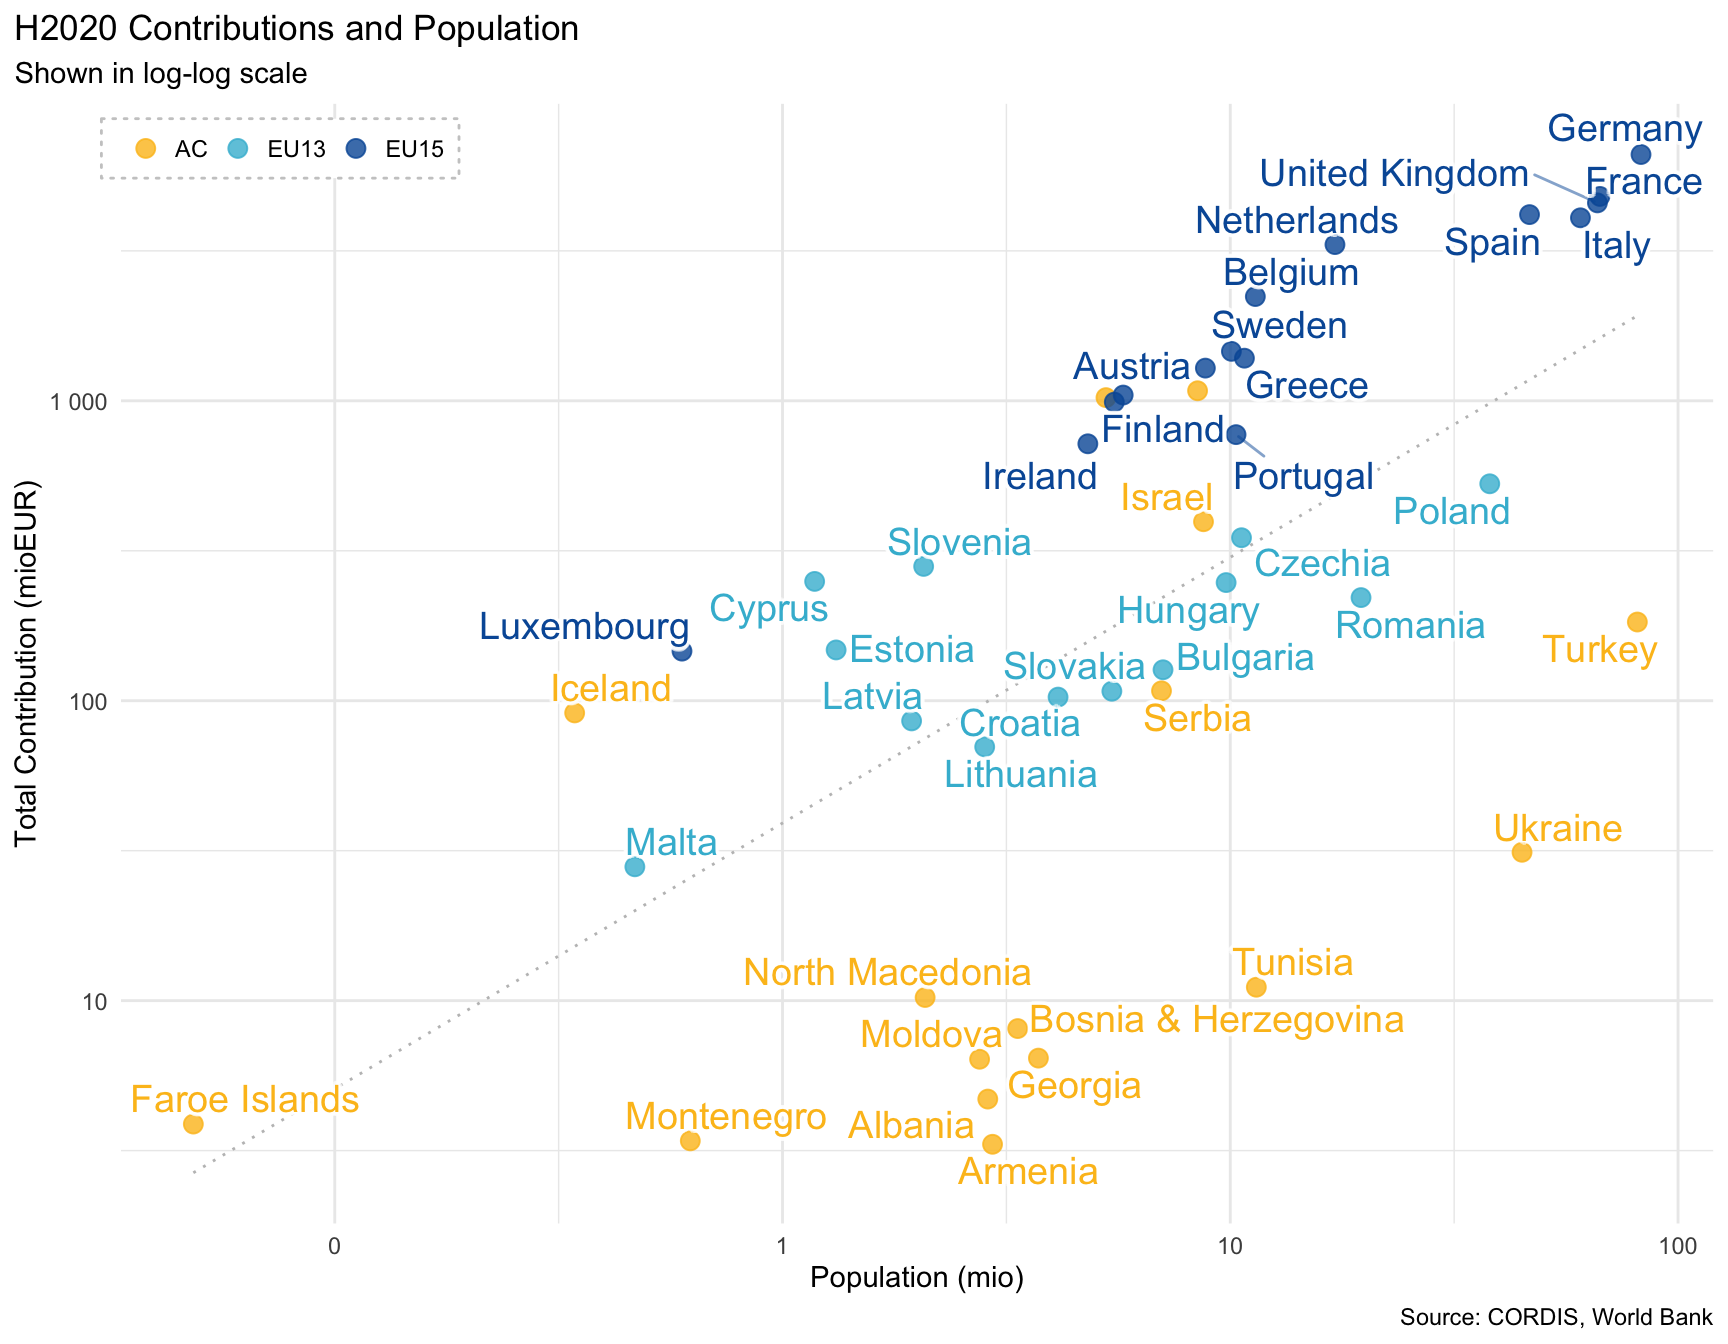 H2020 Contributions and Population
Shown in log-log scale
AC EU13 EU15
Germany
United Kingdom
France
Netherlands
Spain
Italy
Belgium
Sweden
Austria
Greece
1 000
Finland
Ireland
Portugal
Israel
Poland
Slovenia
Czechia
Cyprus
Hungary
Luxembourg
Romania
Estonia
Turkey
Slovakia
Bulgaria
Iceland
Latvia
100
Croatia
Serbia
Lithuania
Ukraine
Malta
Tunisia
North Macedonia
10
Bosnia & Herzegovina
Moldova
Georgia
Faroe Islands
Montenegro
Albania
Armenia
Total Contribution (mioEUR)
0 1 10 100
Population (mio)
Source: CORDIS, World Bank